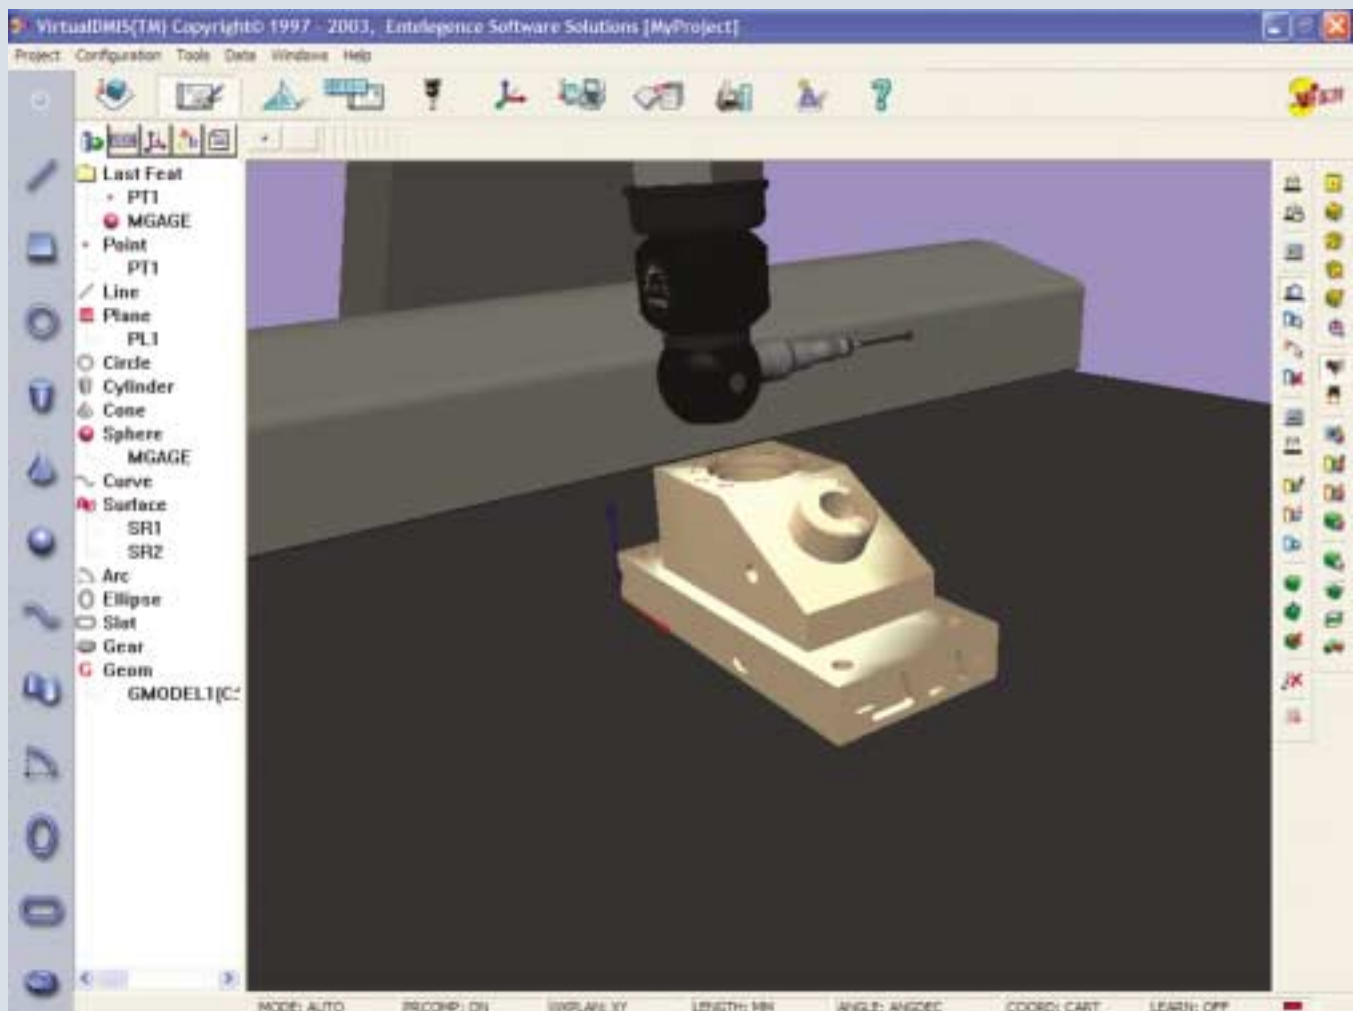 VirtualDMIS(TM) Copyright© 1997 - 2003, Entelegence Software Solutions [MyProject]
Project Configuration Tools Data Windows Help
Last Feat
PT1
MGAGE
Point
PT1
Line
Plane
PL1
Circle
Cylinder
Cone
Sphere
MGAGE
Curve
Surface
SR1
SR2
Arc
Ellipse
Slot
Gear
G Geom
GMODEL1(C:
MODE: AUTO PRCOMP: ON WKPLAN: XY LENGTH: MM ANGLE: ANGDEC COORD: CART LEARN: OFF